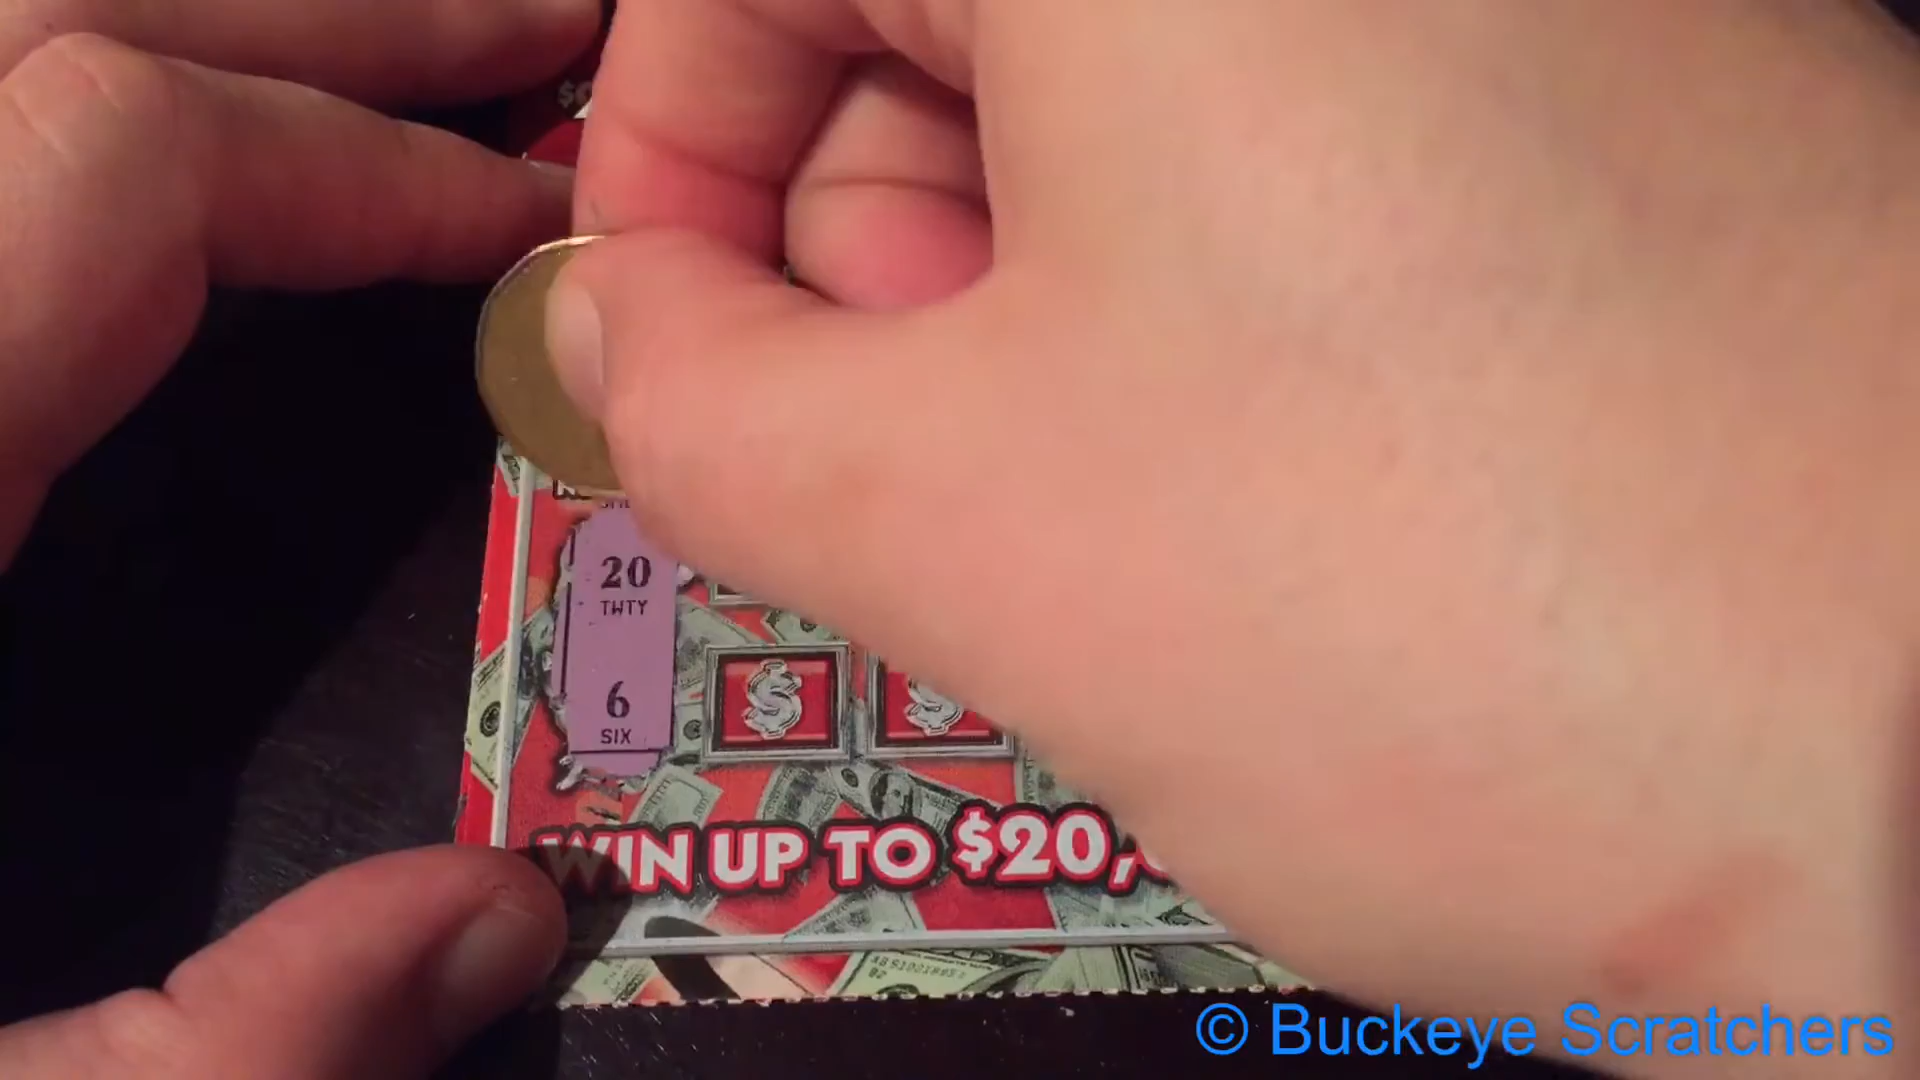 20
TWTY
6
SIX
WIN UP TO $20,
© Buckeye Scratchers